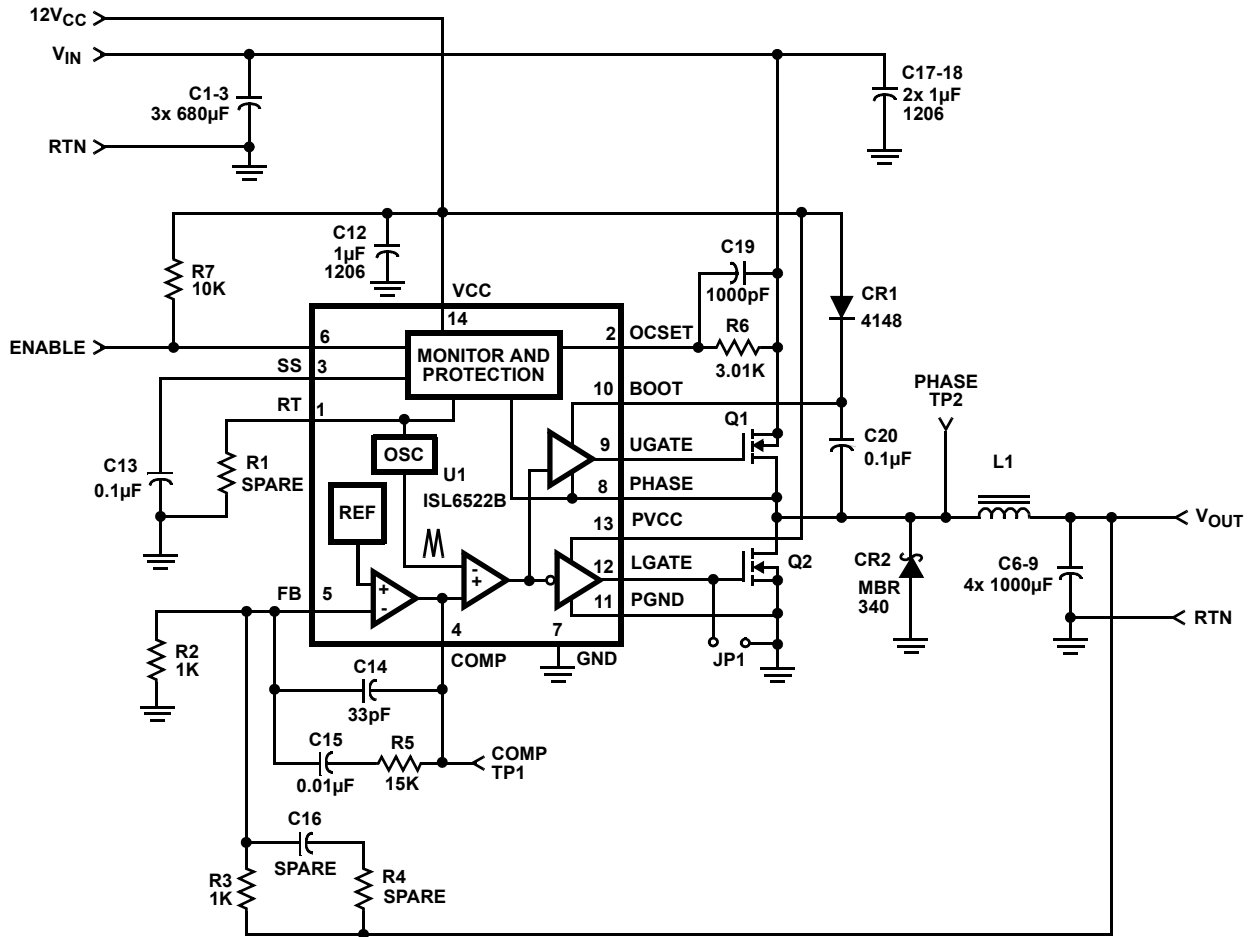 12VCC
VIN
C1-3
3x 680µF
RTN
C17-18
2x 1µF
1206
C12
1µF
1206
R7
10K
C19
1000pF
CR1
4148
VCC
14
2
OCSET
R6
3.01K
ENABLE
6
MONITOR AND
PROTECTION
SS
3
RT
1
10
BOOT
PHASE
TP2
Q1
C20
0.1µF
OSC
U1
ISL6522B
9
UGATE
8
PHASE
L1
C13
0.1µF
R1
SPARE
REF
13
PVCC
VOUT
12
LGATE
Q2
CR2
MBR
340
C6-9
4x 1000µF
RTN
FB
5
+
-
-
+
11
PGND
4
COMP
7
GND
JP1
R2
1K
C14
33pF
C15
0.01µF
R5
15K
COMP
TP1
C16
SPARE
R3
1K
R4
SPARE